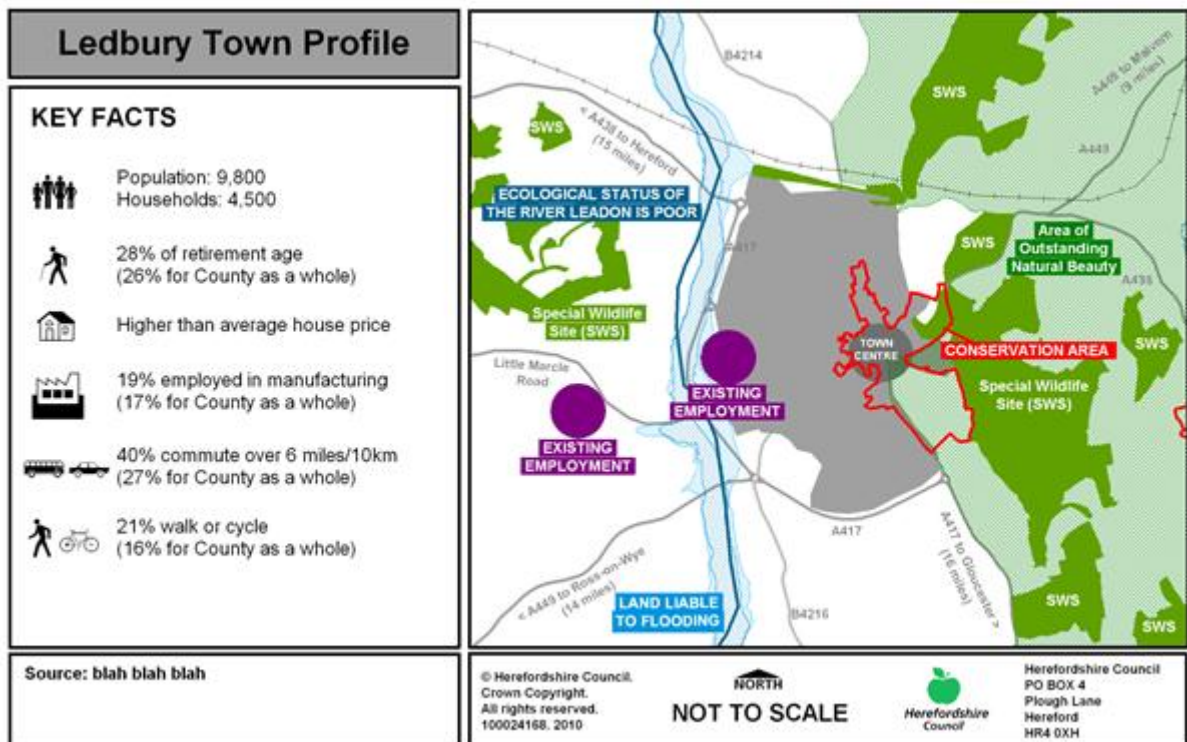 Ledbury Town Profile
KEY FACTS
Population: 9,800
Households: 4,500
28% of retirement age
(26% for County as a whole)
Higher than average house price
19% employed in manufacturing
(17% for County as a whole)
40% commute over 6 miles/10km
(27% for County as a whole)
21% walk or cycle
(16% for County as a whole)
Source: blah blah blah
B4214
SWS
A449 to Malvern
(9 miles)
SWS
< A438 to Hereford
(15 miles)
A449
ECOLOGICAL STATUS OF
THE RIVER LEADON IS POOR
A417
SWS
Area of
Outstanding
Natural Beauty
A438
Special Wildlife
Site (SWS)
TOWN
CENTRE
CONSERVATION AREA
SWS
Little Marcle
Road
EXISTING
EMPLOYMENT
Special Wildlife
Site (SWS)
EXISTING
EMPLOYMENT
A417
A417 to Gloucester >
(16 miles)
< A449 to Ross-on-Wye
(14 miles)
LAND LIABLE
TO FLOODING
B4216
SWS
SWS
© Herefordshire Council.
Crown Copyright.
All rights reserved.
100024168. 2010
NORTH
NOT TO SCALE
Herefordshire
Council
Herefordshire Council
PO BOX 4
Plough Lane
Hereford
HR4 0XH